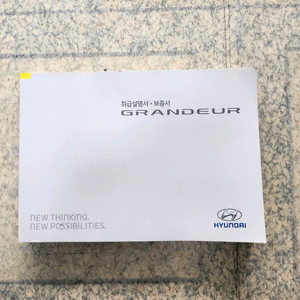 취급설명서 · 보증서
GRANDEUR
NEW THINKING.
NEW POSSIBILITIES.
HYUNDAI